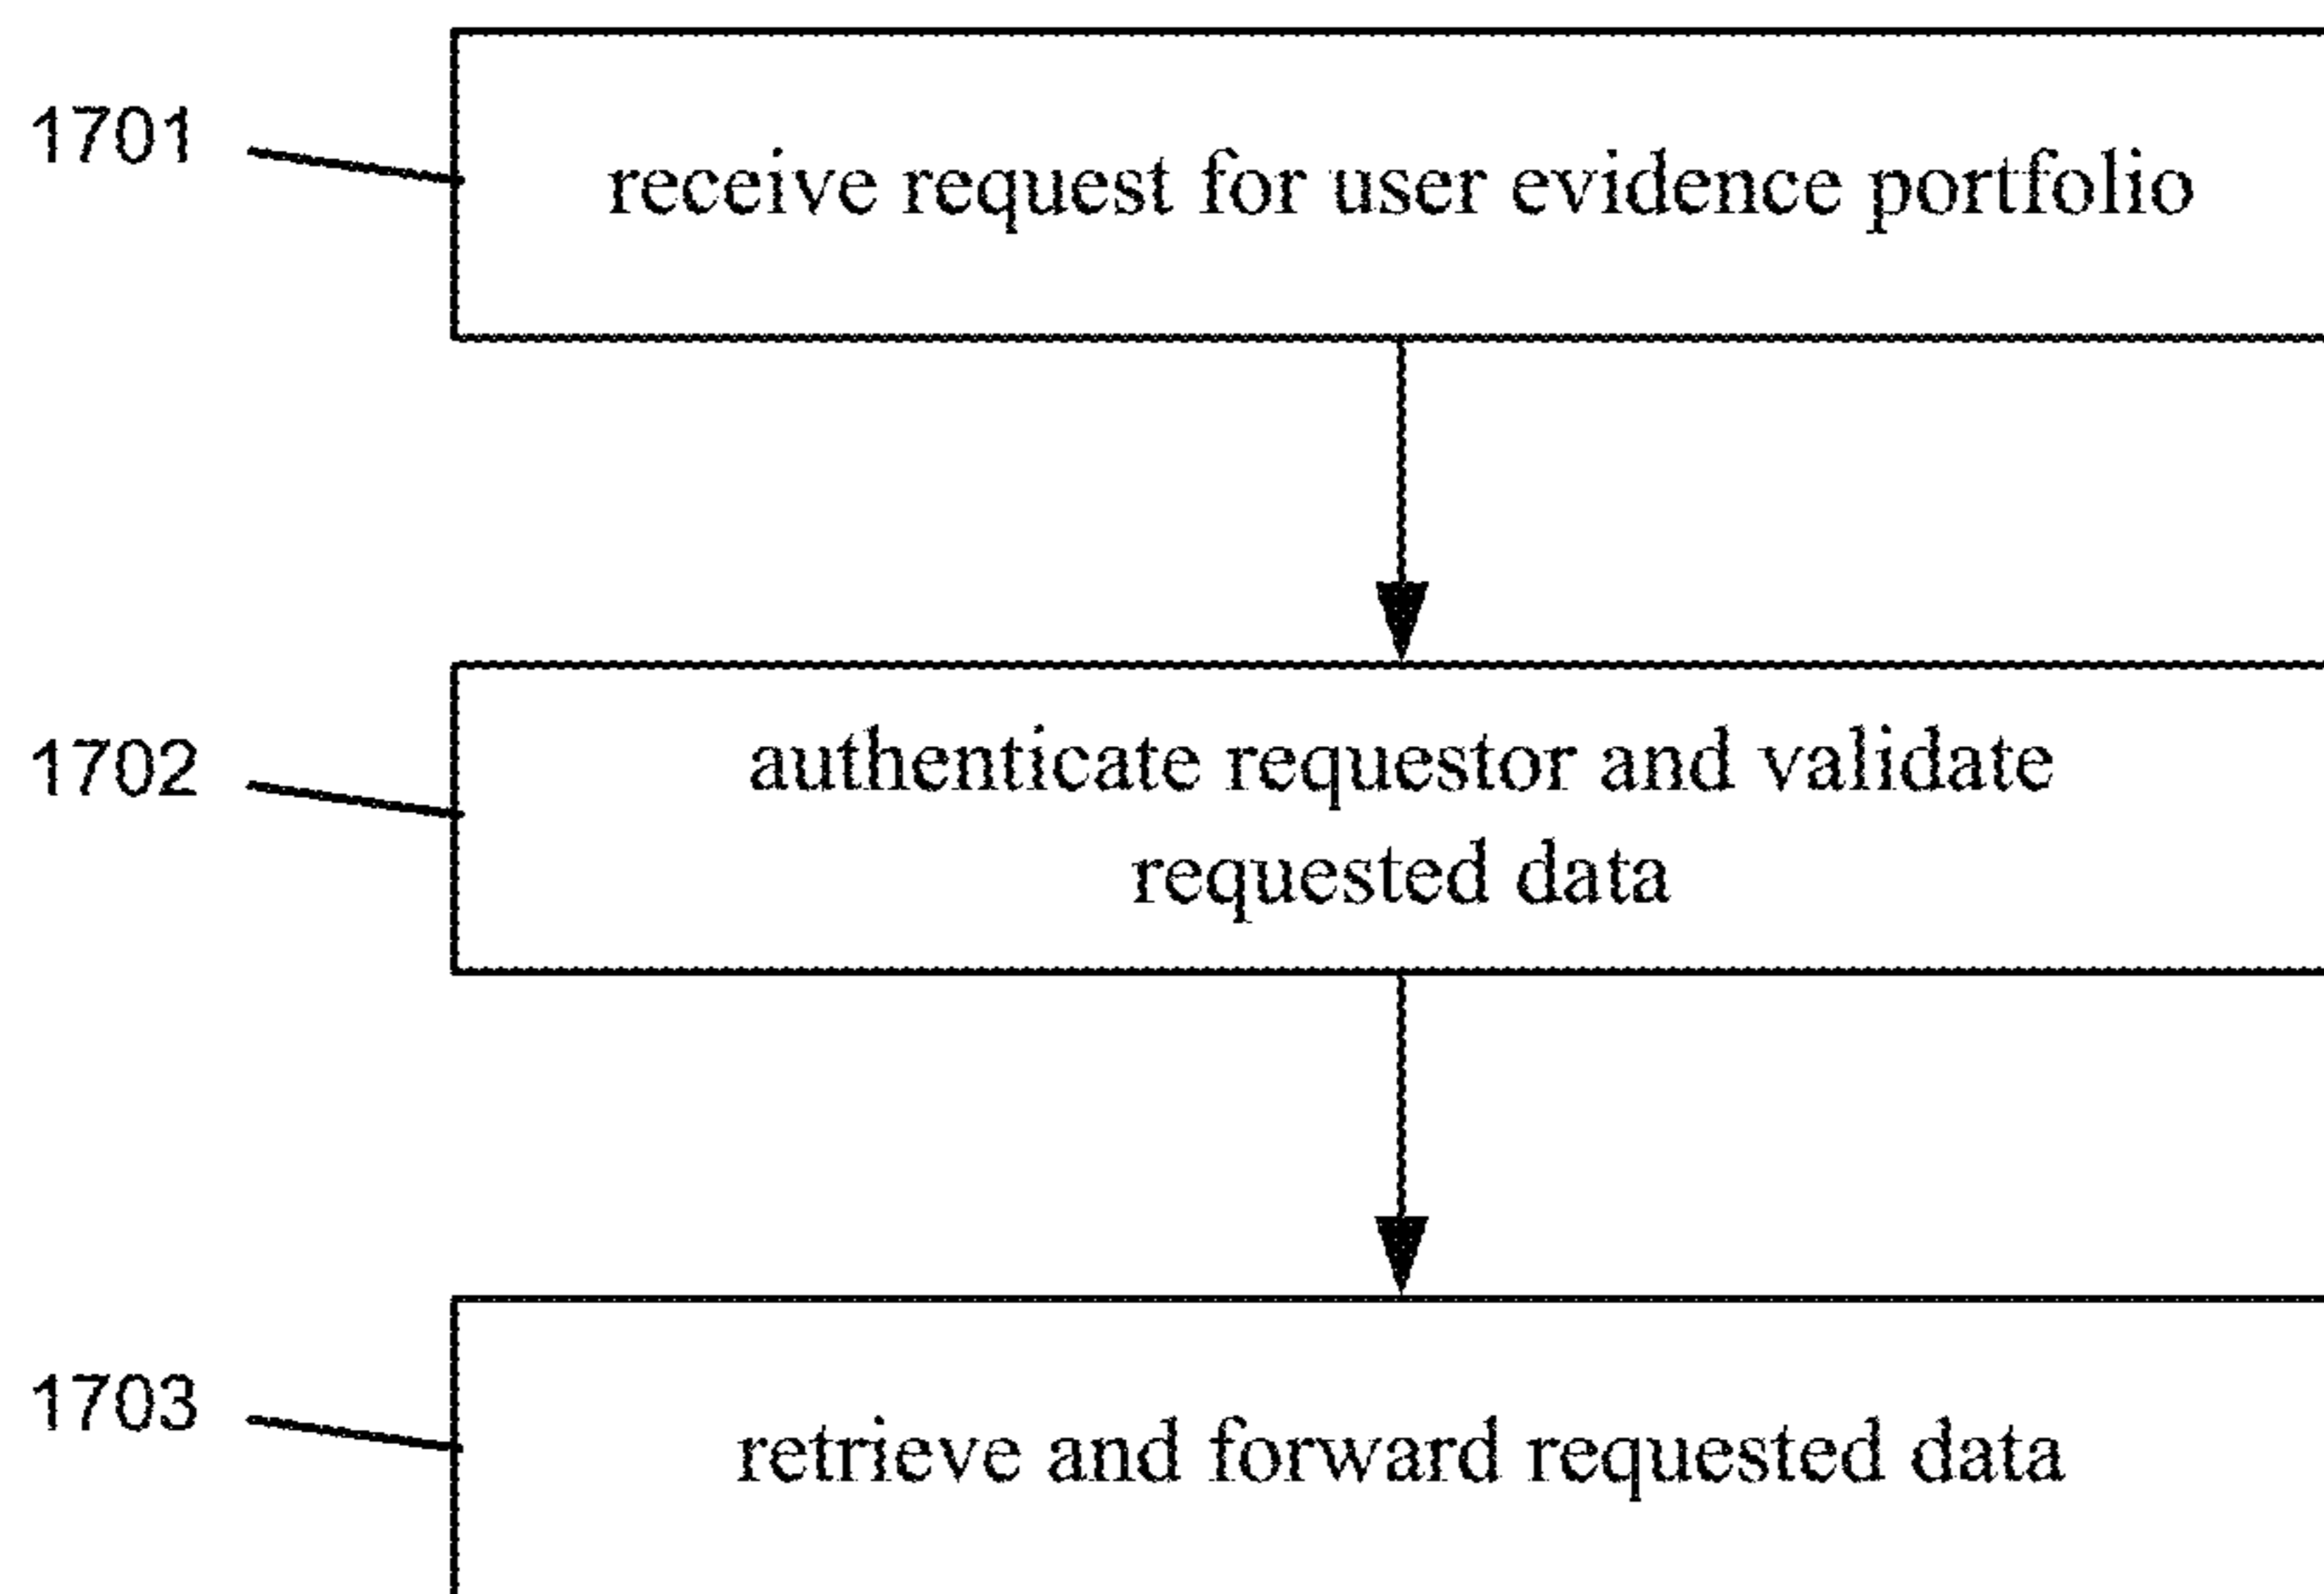 1701
receive request for user evidence portfolio
1702
authenticate requestor and validate
requested data
1703
retrieve and forward requested data